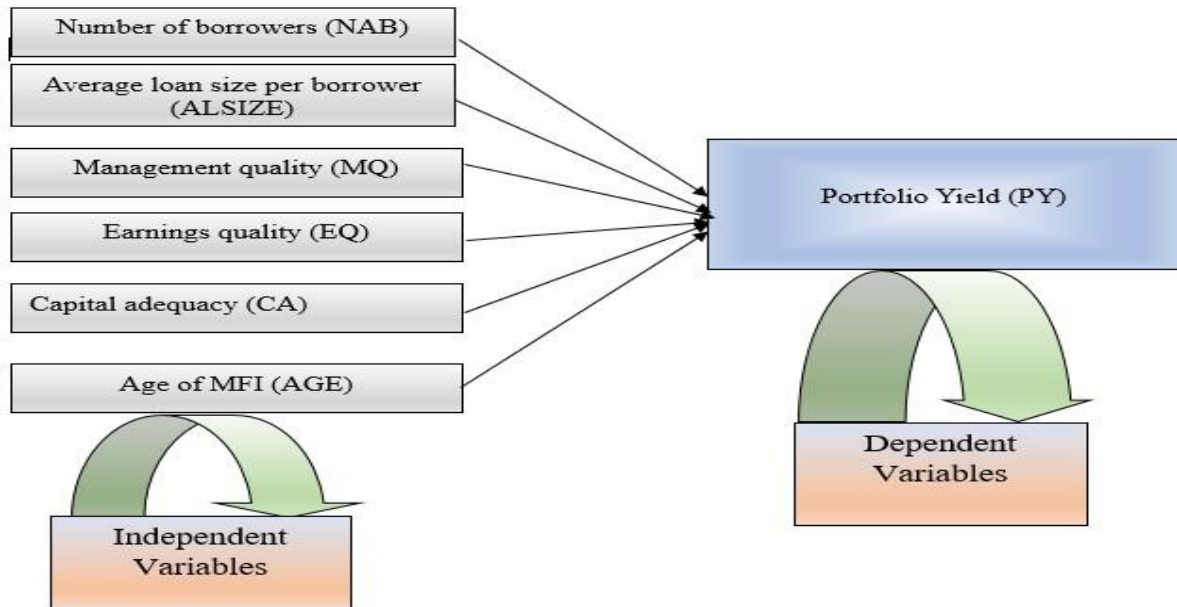 Number of borrowers (NAB)
Average loan size per borrower
(ALSIZE)
Management quality (MQ)
Earnings quality (EQ)
Capital adequacy (CA)
Age of MFI (AGE)
Portfolio Yield (PY)
Dependent
Variables
Independent
Variables